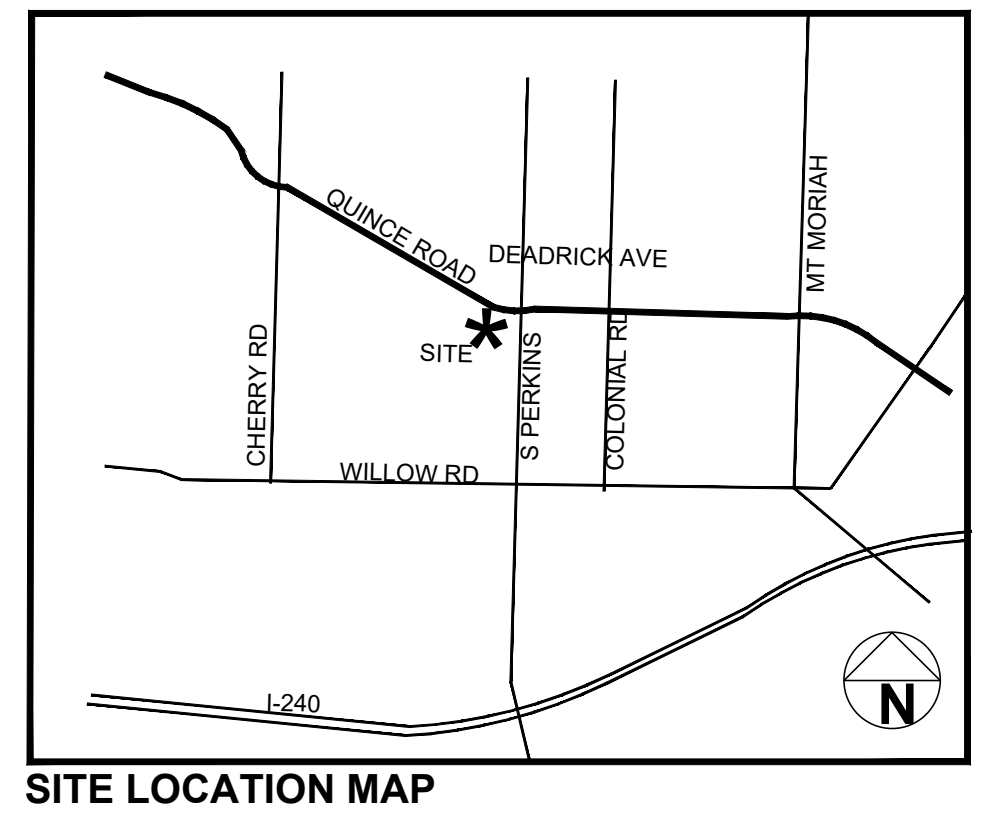 QUINCE ROAD
DEADRICK AVE
MT MORIAH
SITE
CHERRY RD
S PERKINS
COLONIAL RD
WILLOW RD
I-240
N
SITE LOCATION MAP